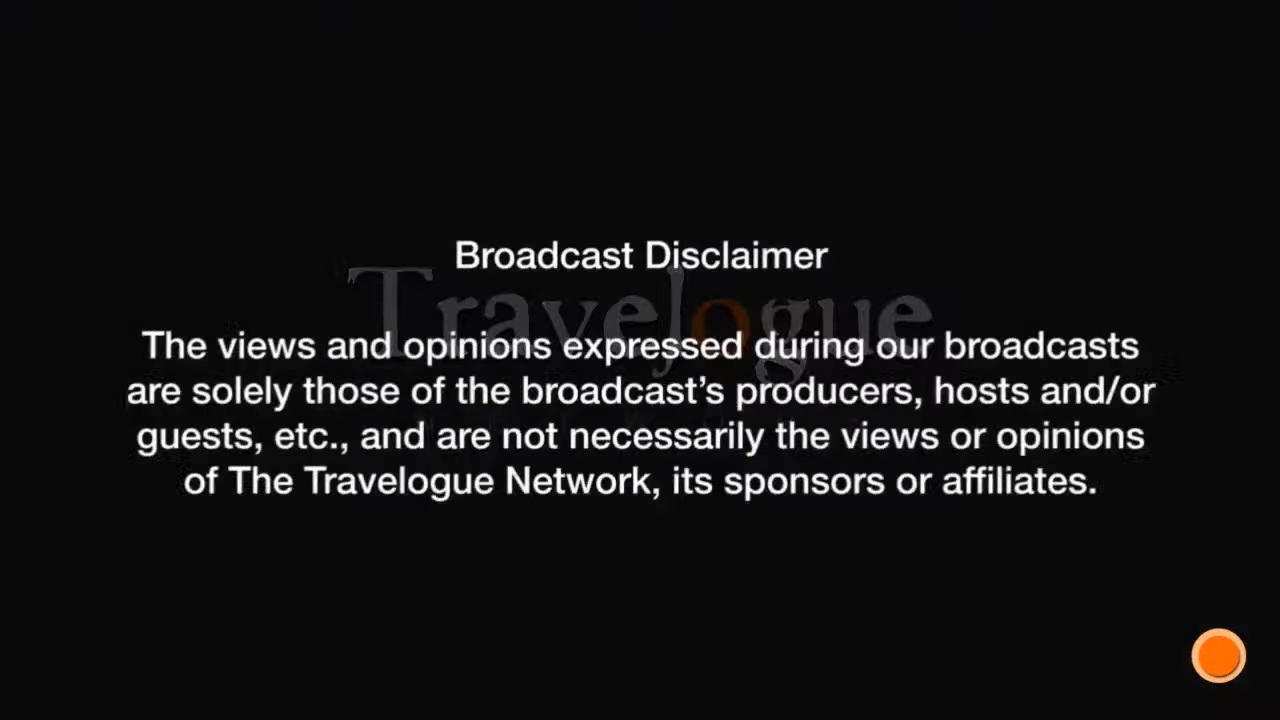 Broadcast Disclaimer
Travelogue
The views and opinions expressed during our broadcasts
are solely those of the broadcast's producers, hosts and/or
guests, etc., and are not necessarily the views or opinions
of The Travelogue Network, its sponsors or affiliates.